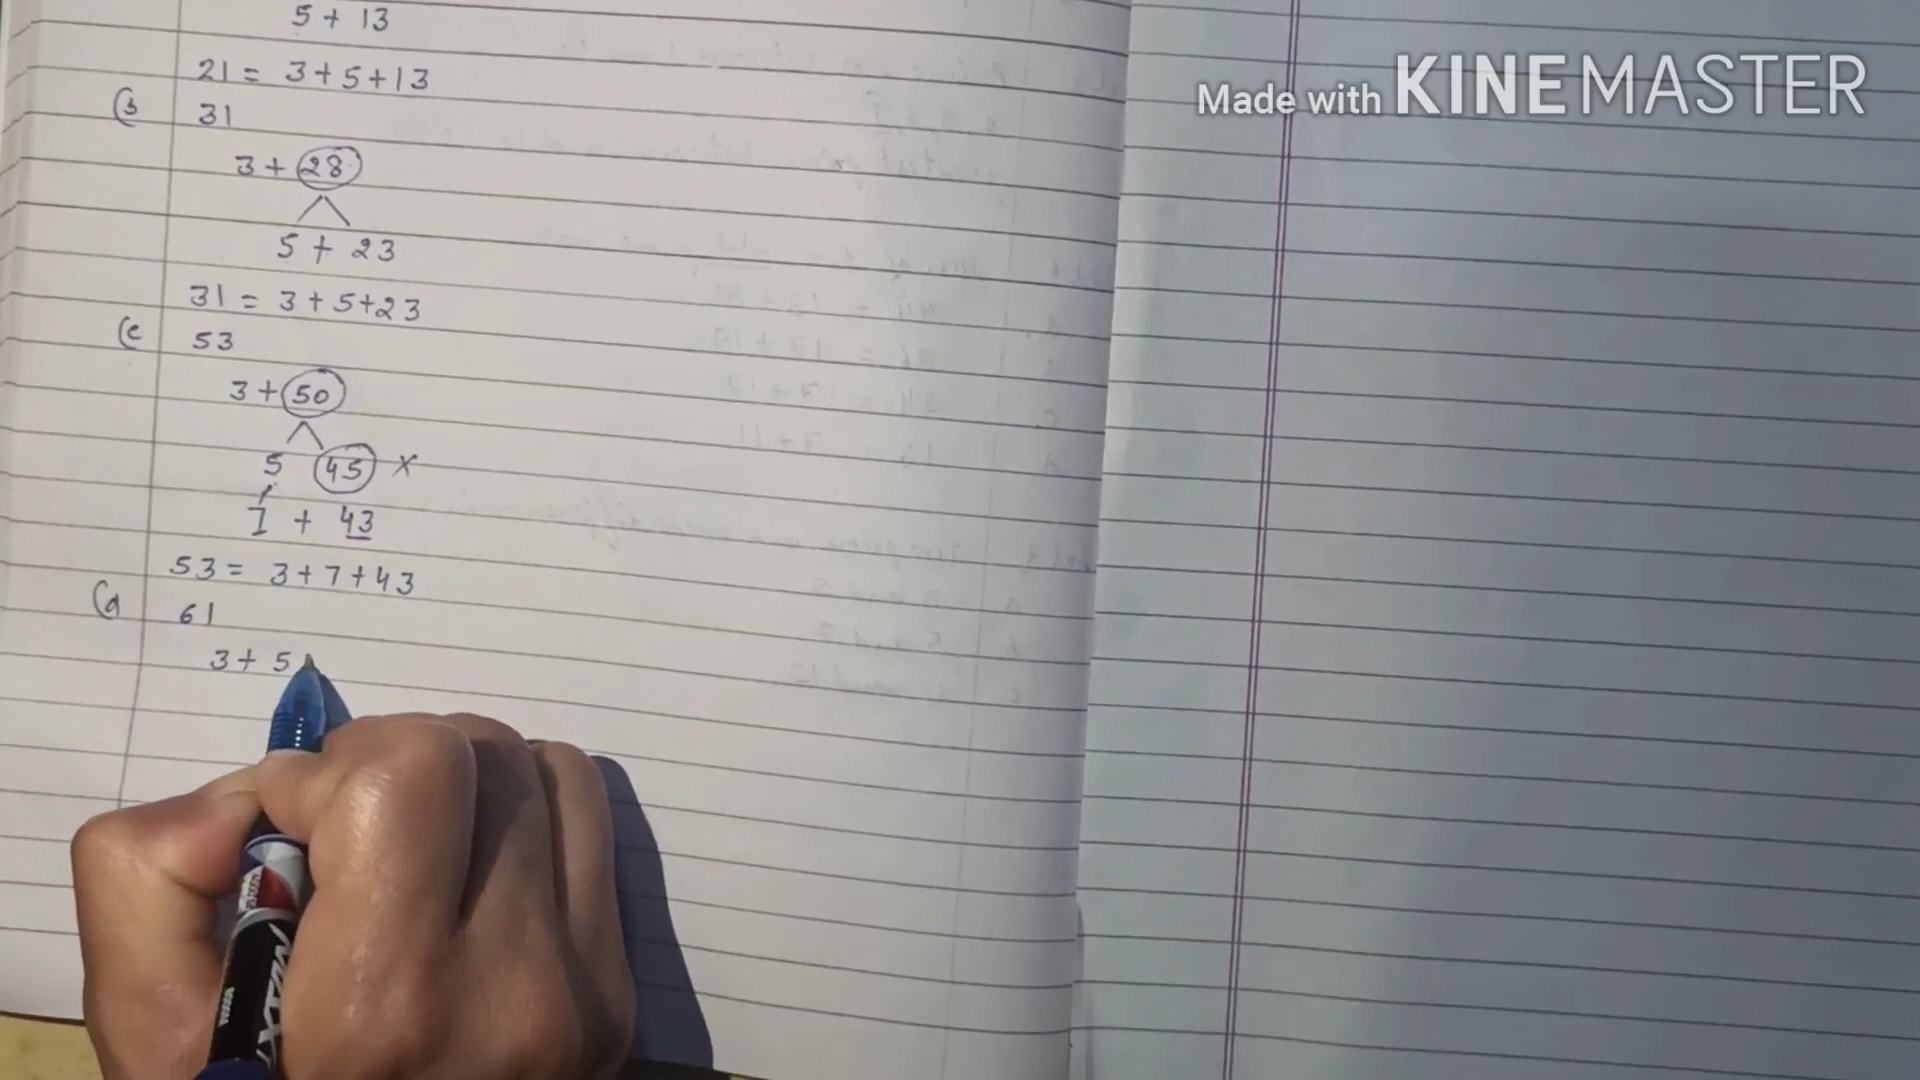 5 + 13
21 = 3+5+13
(b 31
3 + 28
5 + 23
31 = 3+5+23
(c 53
3 + 50
5 45 x
7 + 43
53 = 3+7+43
(d 61
3 + 5
Made with KINEMASTER